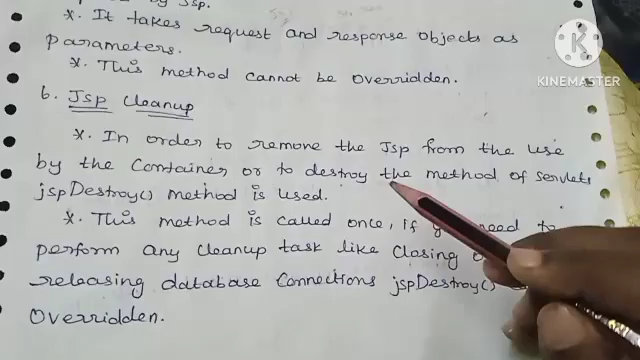 by Jsp.
*. It takes request and response objects as
parameters.
*. This method cannot be overridden.
6. Jsp Cleanup
*. In order to remove the Jsp from the use
by the container or to destroy the method of servlets
jspDestroy() method is used.
*. This method is called once, if need to
perform any cleanup task like closing
releasing database connections jspDestroy()
Overridden.
KINEMASTER